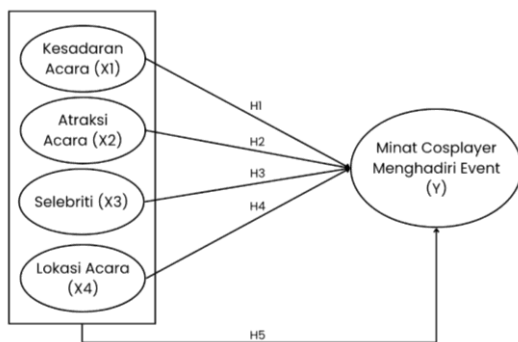 Kesadaran
Acara (X1)
Atraksi
Acara (X2)
Selebriti (X3)
Lokasi Acara
(X4)
H1
H2
H3
H4
Minat Cosplayer
Menghadiri Event
(Y)
H5